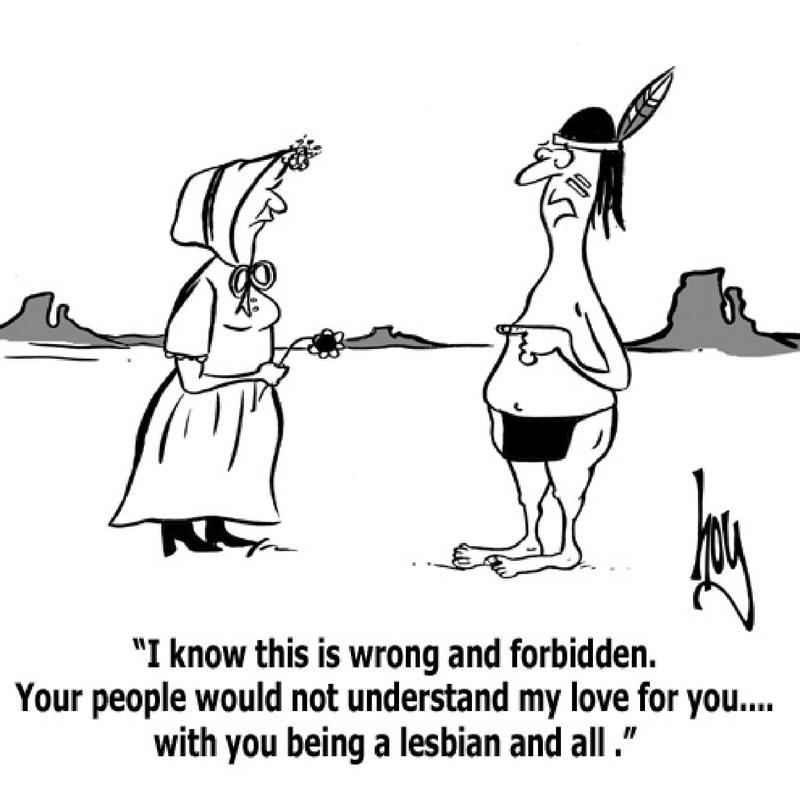 hoy
"I know this is wrong and forbidden.
Your people would not understand my love for you....
with you being a lesbian and all ."